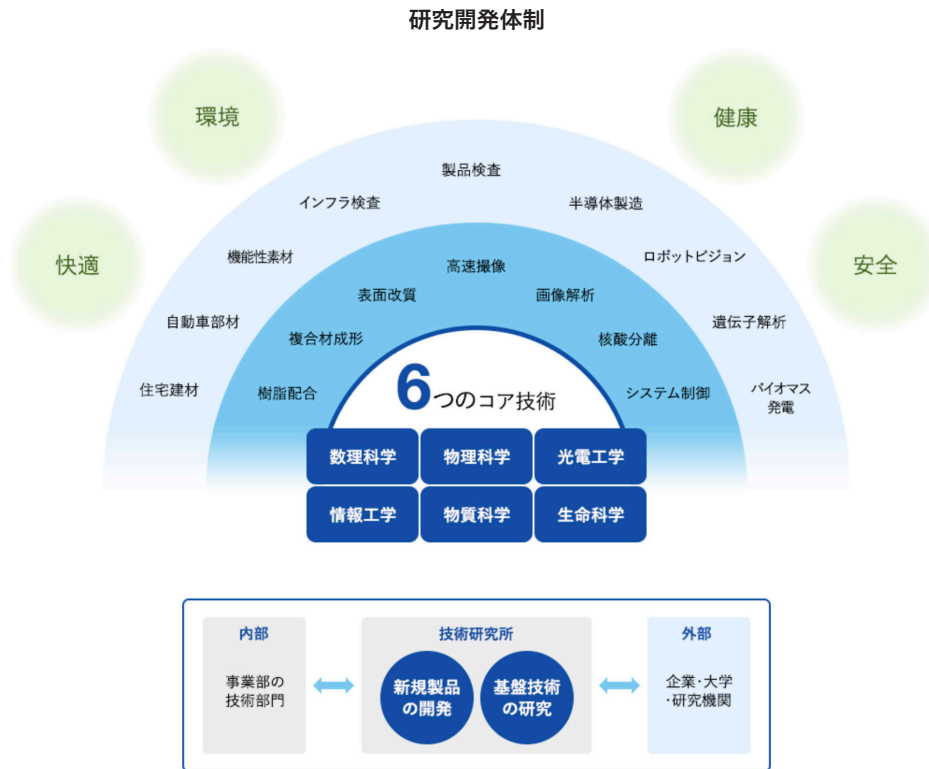 研究開発体制
環境
健康
快適
安全
製品検査
インフラ検査
半導体製造
機能性素材
ロボットビジョン
自動車部材
遺伝子解析
住宅建材
バイオマス
発電
高速撮像
表面改質
画像解析
複合材成形
核酸分離
樹脂配合
システム制御
6つのコア技術
数理科学
物理科学
光電工学
情報工学
物質科学
生命科学
内部
事業部の
技術部門
技術研究所
新規製品
の開発
基盤技術
の研究
外部
企業・大学
・研究機関